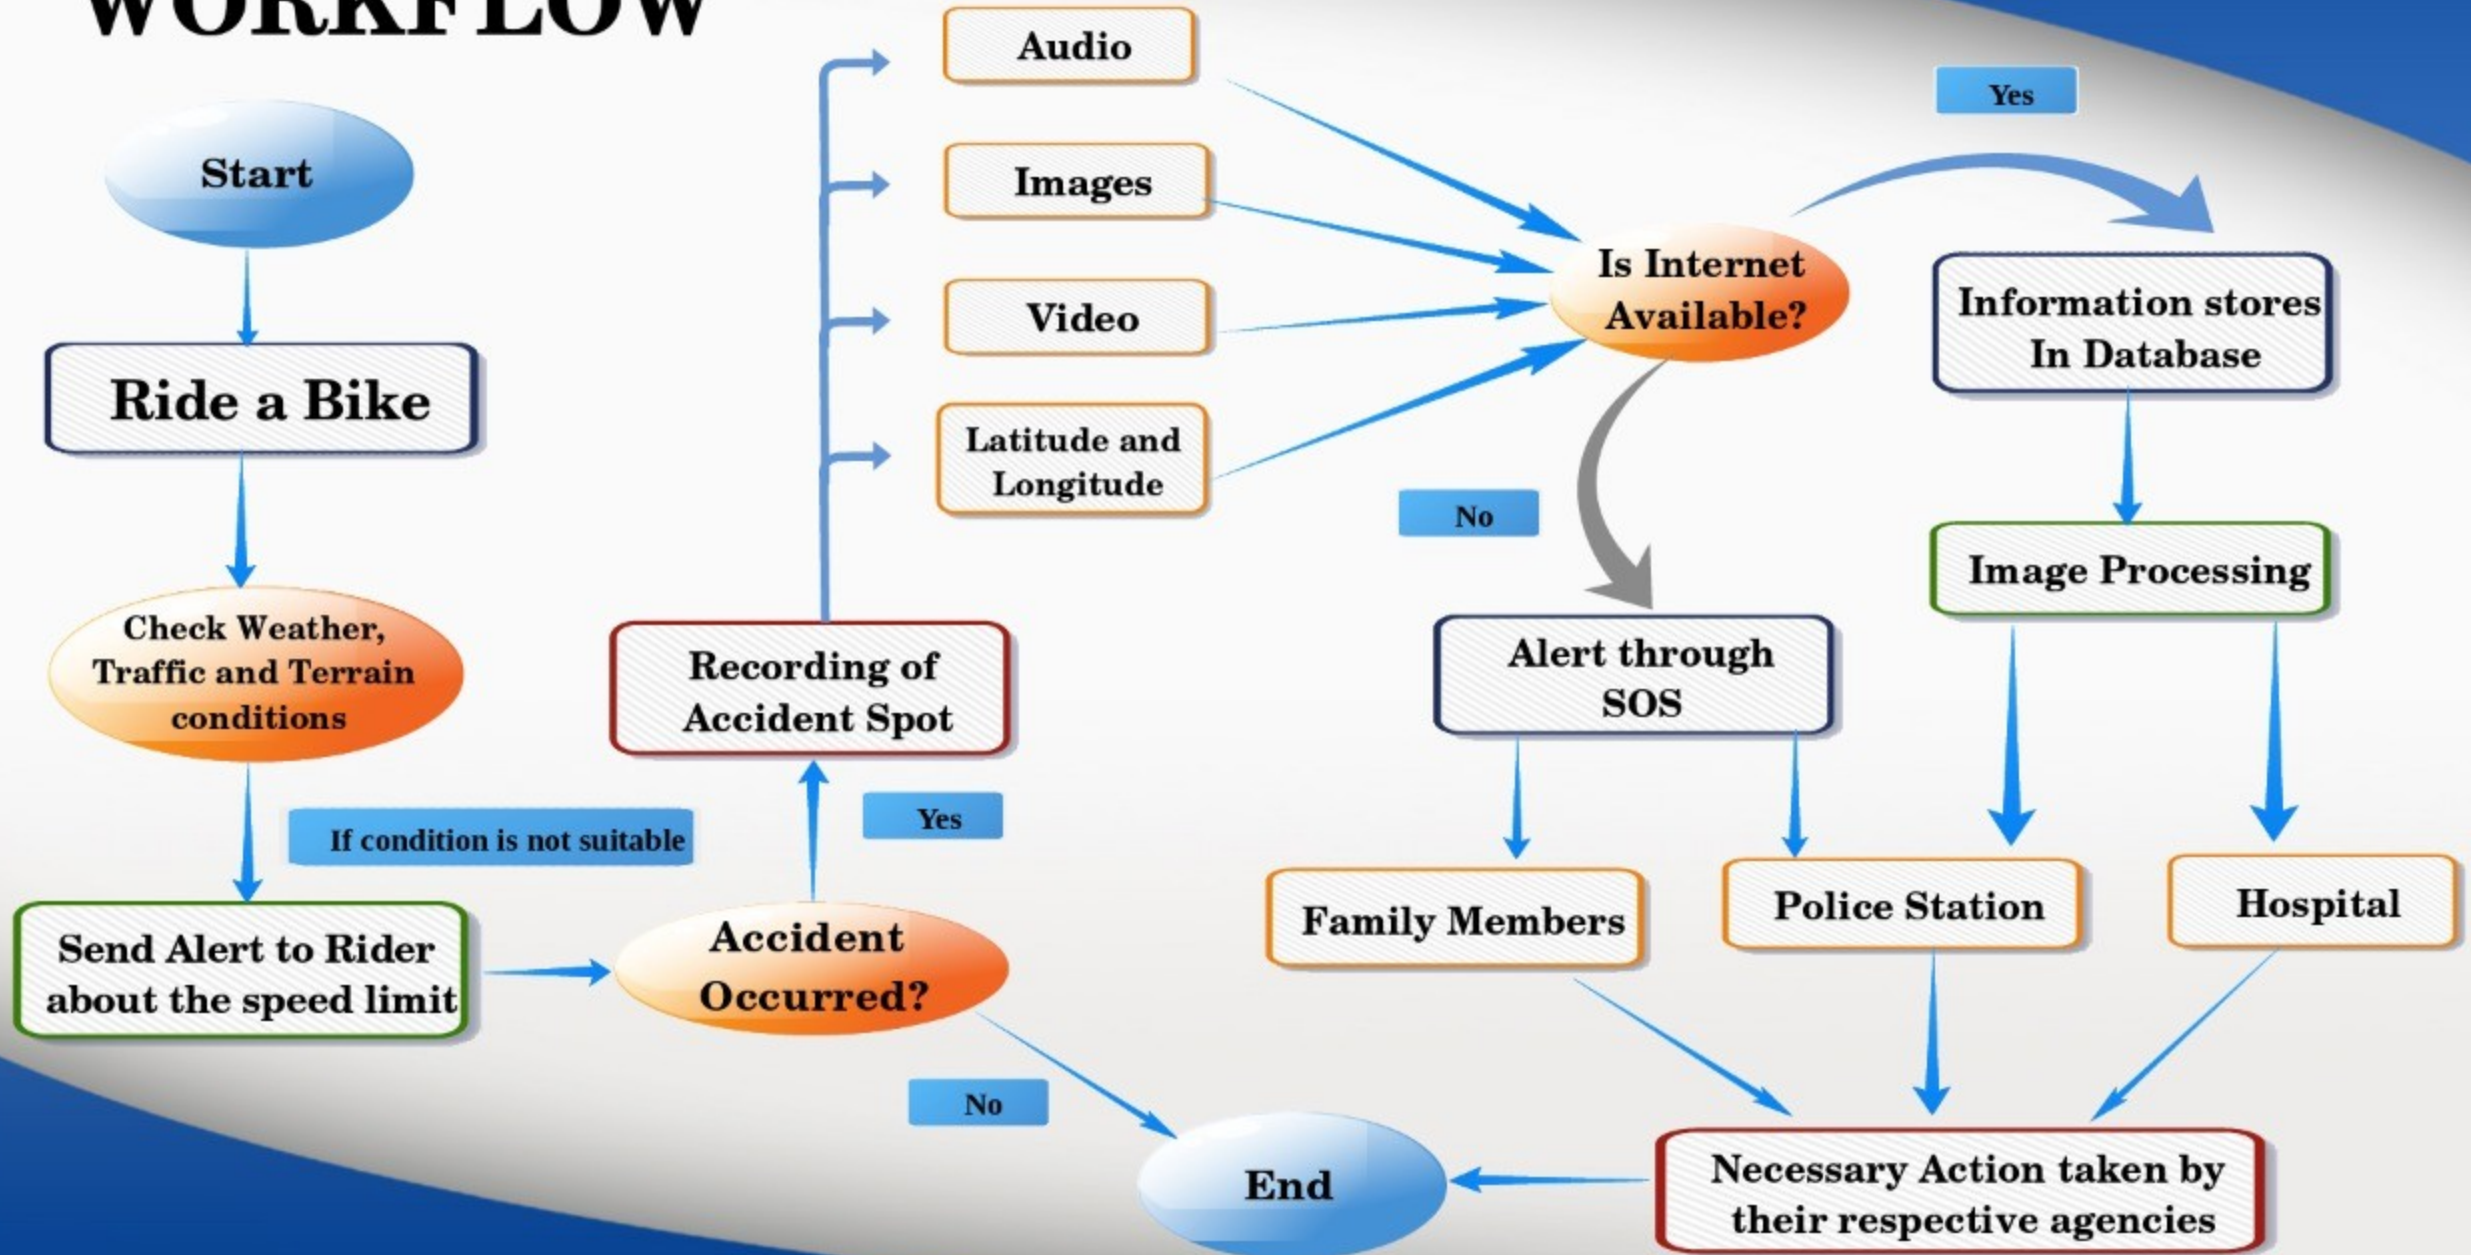 WORKFLOW
Start
Ride a Bike
Check Weather,
Traffic and Terrain
conditions
If condition is not suitable
Send Alert to Rider
about the speed limit
Accident
Occurred?
Yes
No
Recording of
Accident Spot
Audio
Images
Video
Latitude and
Longitude
Is Internet
Available?
Yes
No
Information stores
In Database
Image Processing
Alert through
SOS
Family Members
Police Station
Hospital
Necessary Action taken by
their respective agencies
End